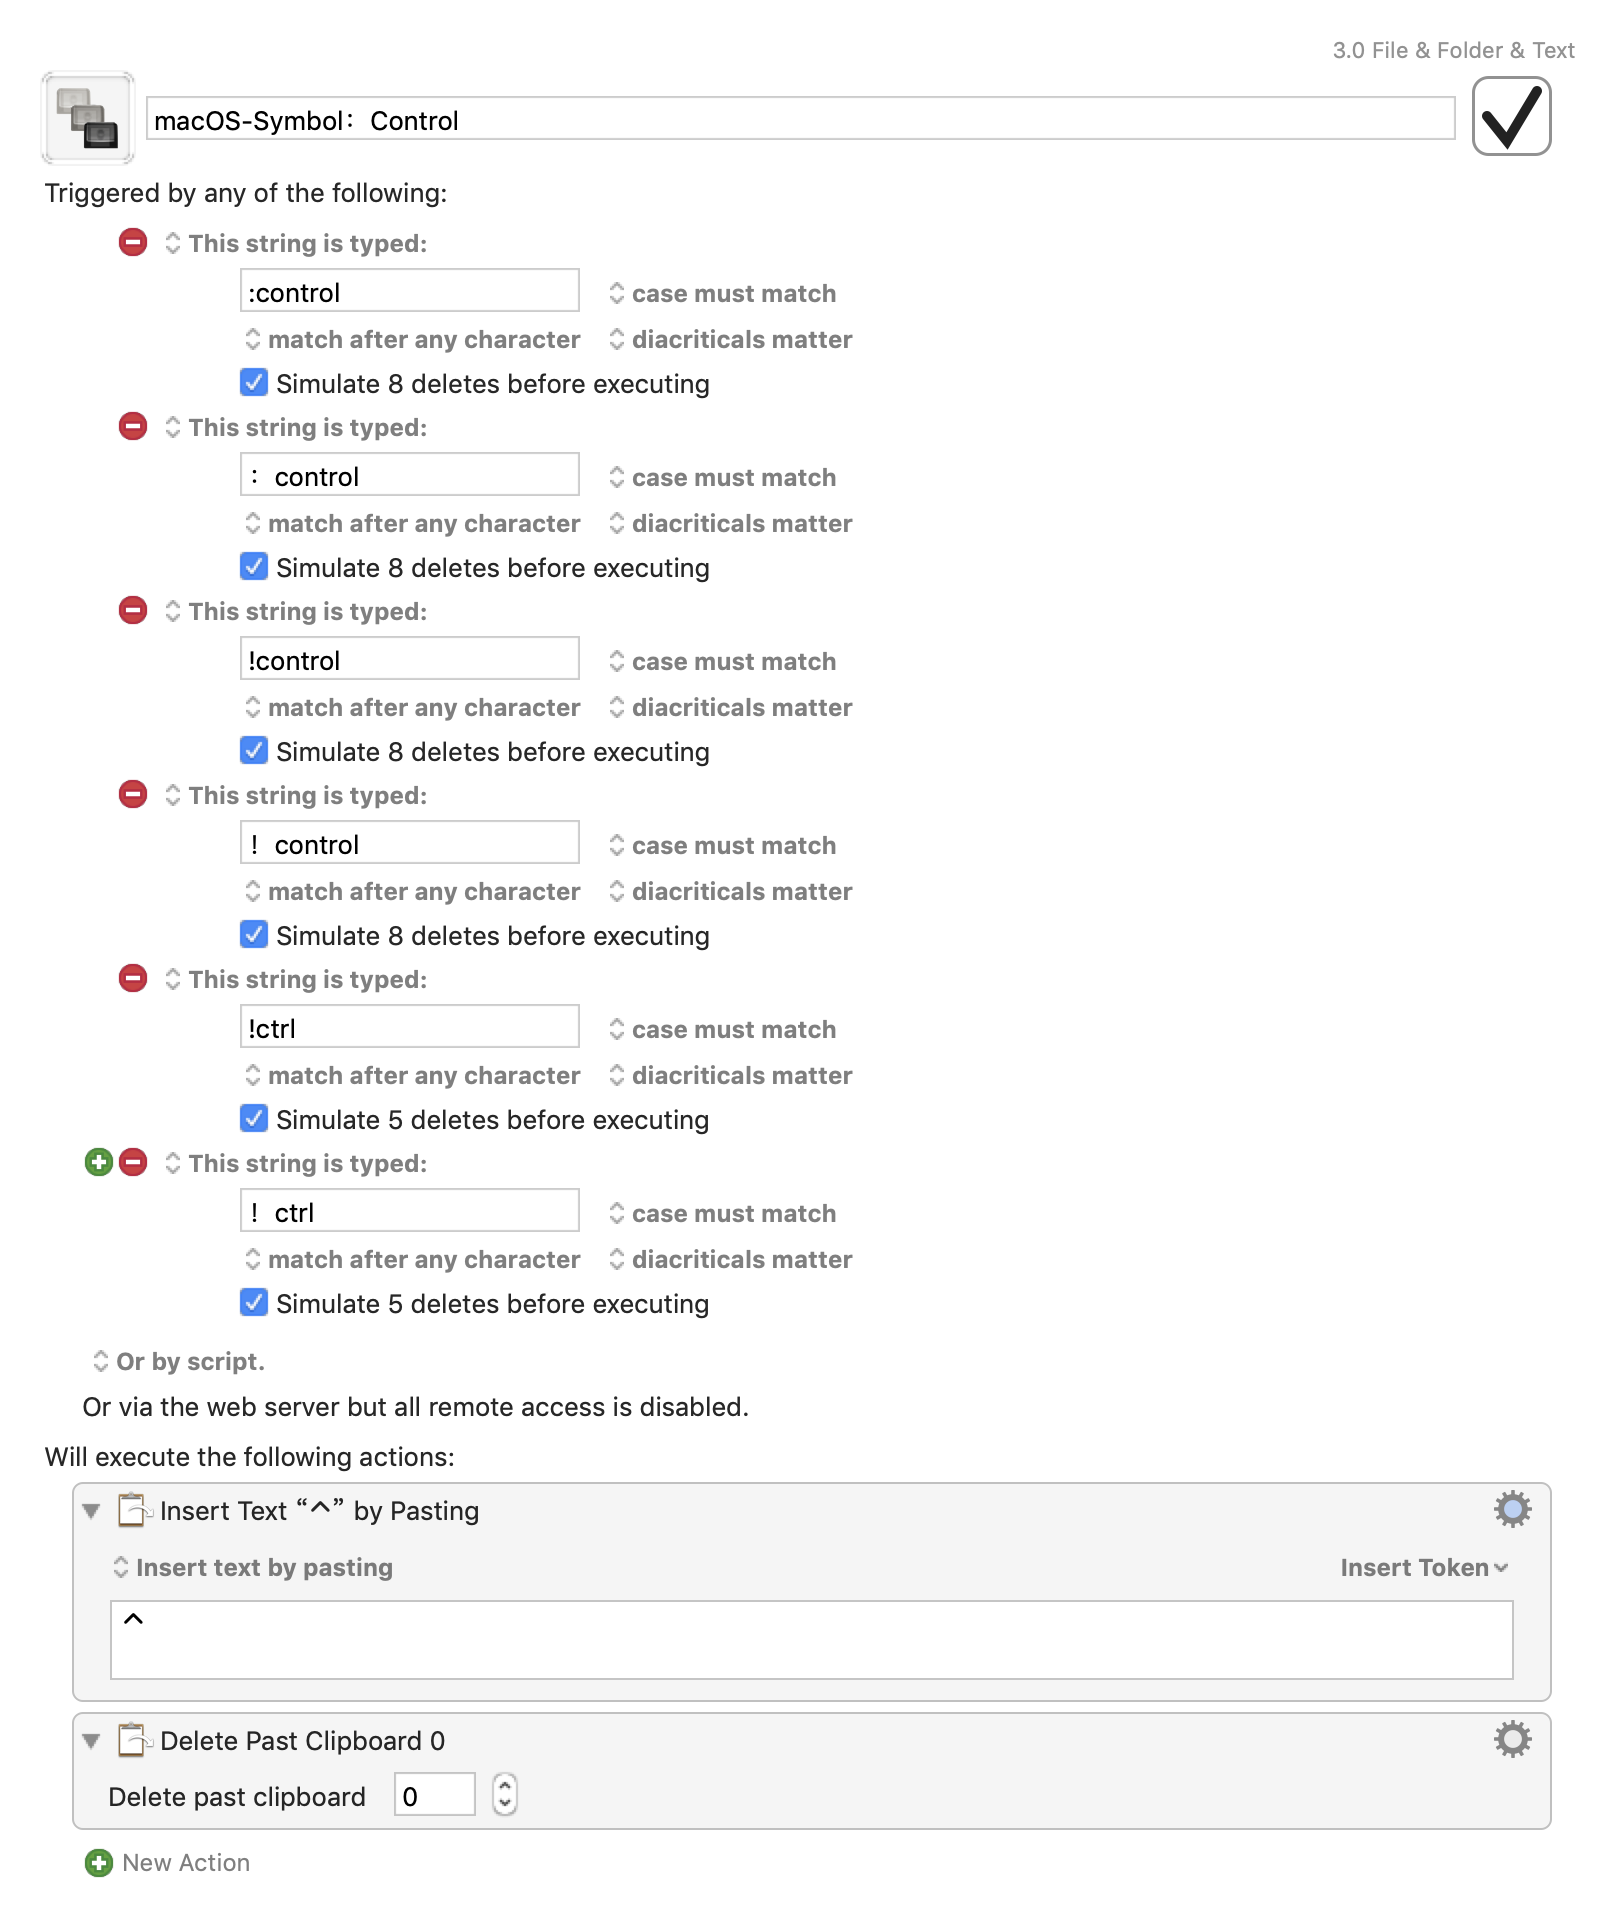 3.0 File & Folder & Text
macOS-Symbol：Control
Triggered by any of the following:
This string is typed:
:control case must match
match after any character diacriticals matter
Simulate 8 deletes before executing
This string is typed:
：control case must match
match after any character diacriticals matter
Simulate 8 deletes before executing
This string is typed:
!control case must match
match after any character diacriticals matter
Simulate 8 deletes before executing
This string is typed:
！control case must match
match after any character diacriticals matter
Simulate 8 deletes before executing
This string is typed:
!ctrl case must match
match after any character diacriticals matter
Simulate 5 deletes before executing
This string is typed:
！ctrl case must match
match after any character diacriticals matter
Simulate 5 deletes before executing
Or by script.
Or via the web server but all remote access is disabled.
Will execute the following actions:
Insert Text “⌃” by Pasting
Insert text by pasting Insert Token
⌃
Delete Past Clipboard 0
Delete past clipboard 0
New Action